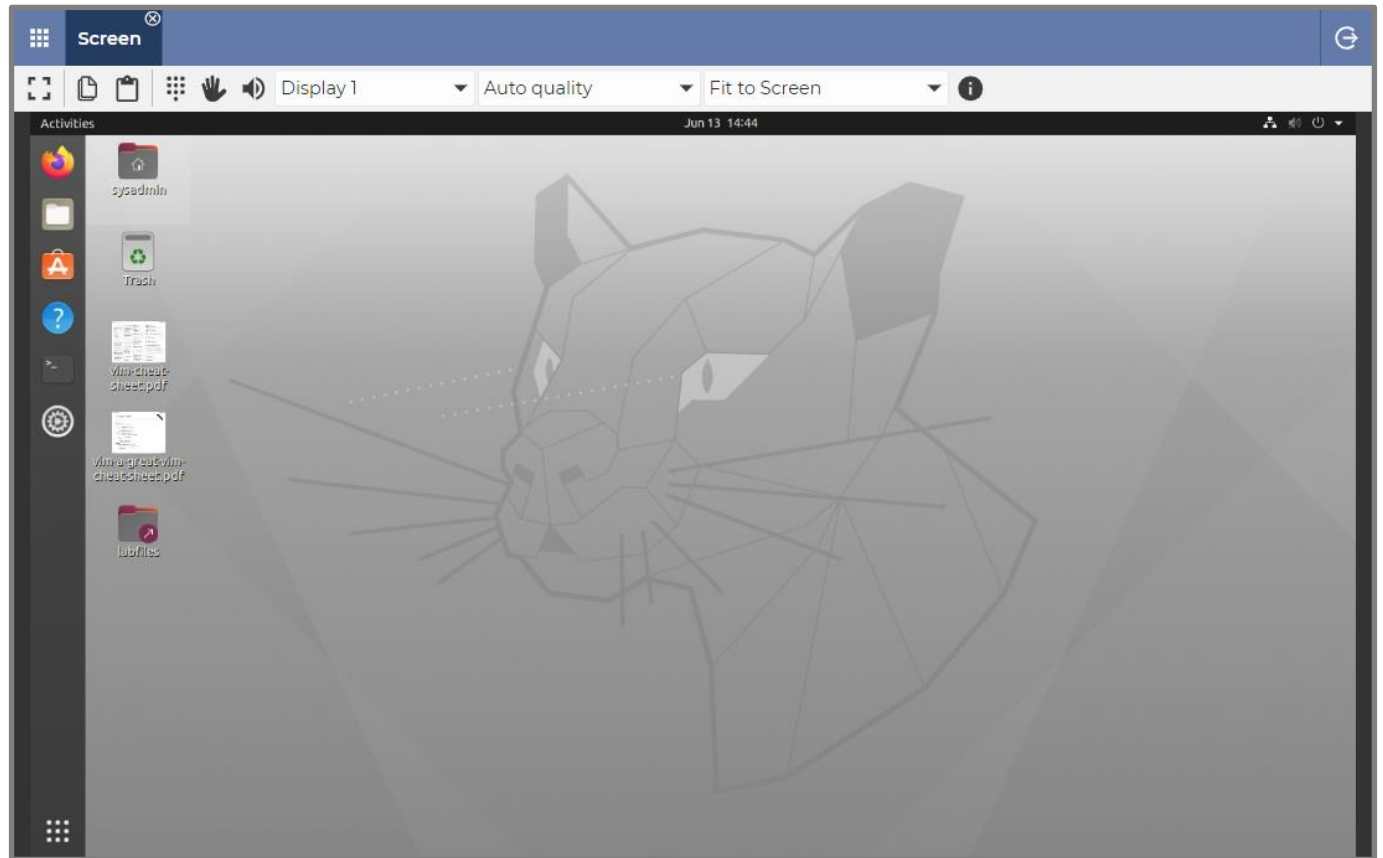 Screen
Display 1
Auto quality
Fit to Screen
Activities
Jun 13 14:44
sysadmin
Trash
vim-cheat-
sheet.pdf
vim-a-great-vim-
cheat-sheet.pdf
labfiles